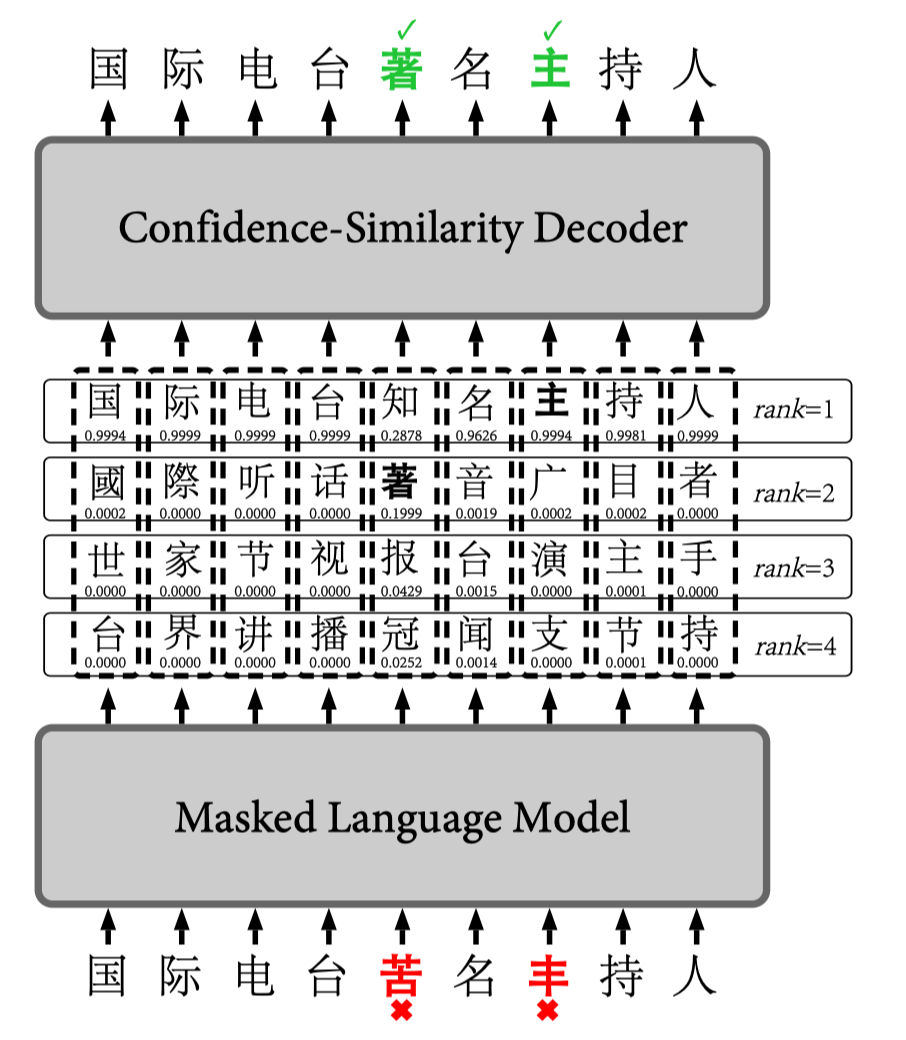 ✓ ✓
国 际 电 台 著 名 主 持 人
Confidence-Similarity Decoder
国 际 电 台 知 名 主 持 人 rank=1
0.9994 0.9999 0.9999 0.9999 0.2878 0.9626 0.9994 0.9981 0.9999
國 際 听 话 著 音 广 目 者 rank=2
0.0002 0.0000 0.0000 0.0000 0.1999 0.0019 0.0002 0.0002 0.0000
世 家 节 视 报 台 演 主 手 rank=3
0.0000 0.0000 0.0000 0.0000 0.0429 0.0015 0.0000 0.0001 0.0000
台 界 讲 播 冠 闻 支 节 持 rank=4
0.0000 0.0000 0.0000 0.0000 0.0252 0.0014 0.0000 0.0001 0.0000
Masked Language Model
国 际 电 台 苦 名 丰 持 人
✖ ✖